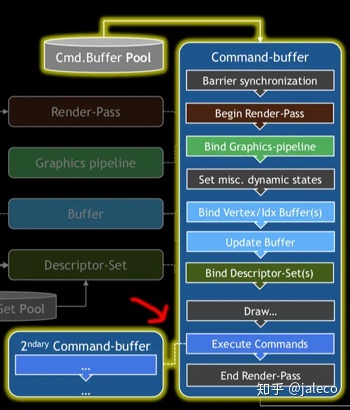 Cmd.Buffer Pool
Command-buffer
Barrier synchronization
Render-Pass
Begin Render-Pass
Graphics pipeline
Bind Graphics-pipeline
Set misc. dynamic states
Buffer
Bind Vertex/Idx Buffer(s)
Update Buffer
Descriptor-Set
Bind Descriptor-Set(s)
Set Pool
Draw...
2ndary Command-buffer
Execute Commands
...
End Render-Pass
...
知乎 @jaleco